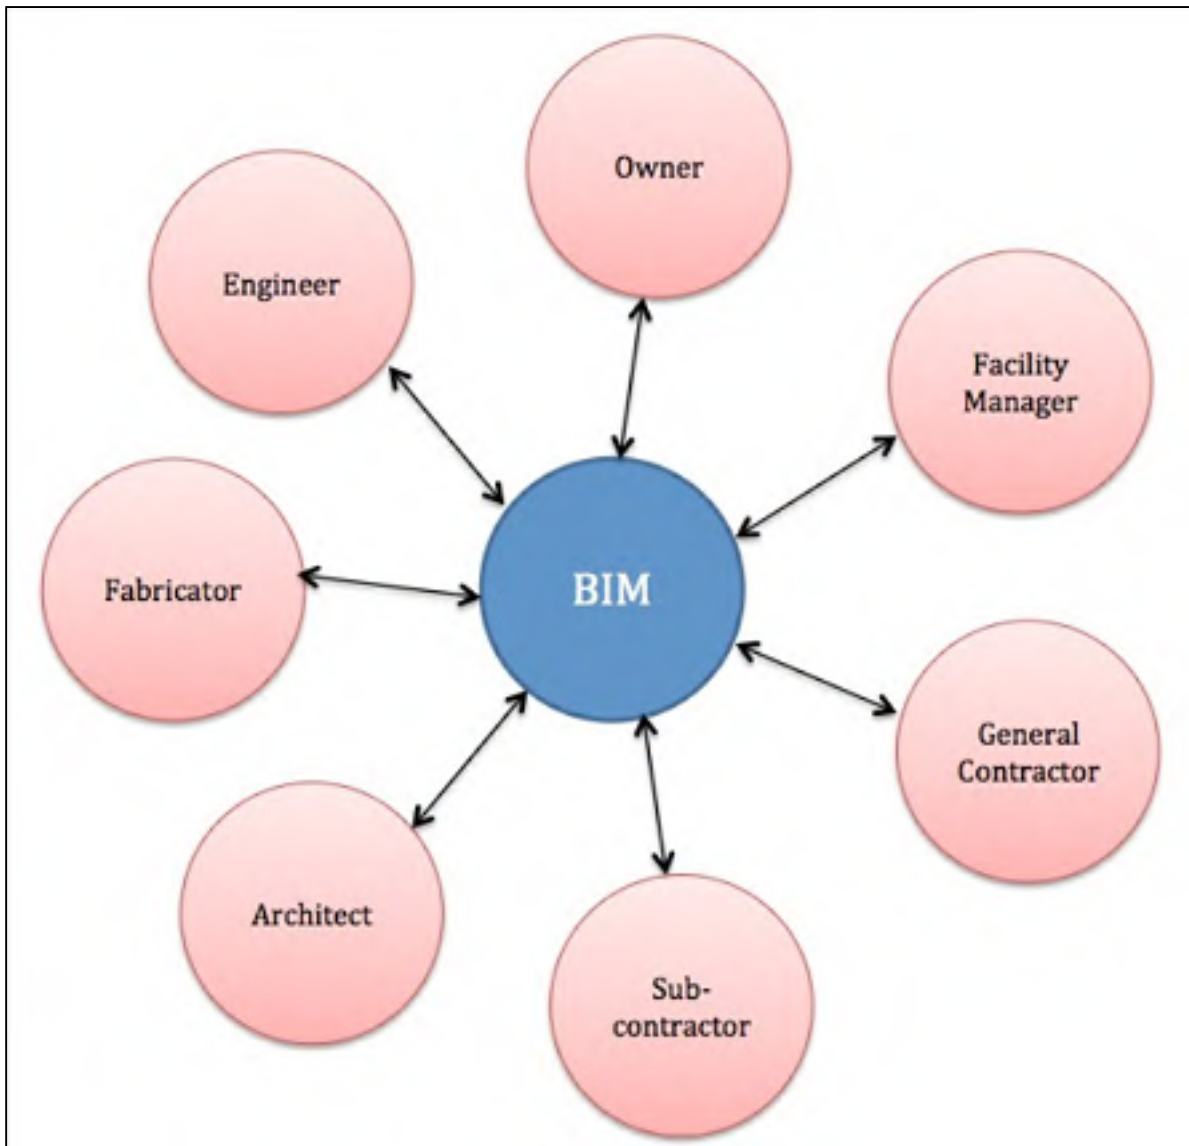 Owner
Engineer
Facility
Manager
BIM
Fabricator
General
Contractor
Architect
Sub-
contractor